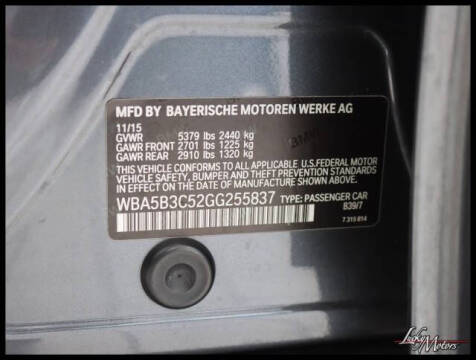 MFD BY BAYERISCHE MOTOREN WERKE AG
11/15
GVWR 5379 lbs 2440 kg
GAWR FRONT 2701 lbs 1225 kg
GAWR REAR 2910 lbs 1320 kg
THIS VEHICLE CONFORMS TO ALL APPLICABLE U.S. FEDERAL MOTOR
VEHICLE SAFETY, BUMPER AND THEFT PREVENTION STANDARDS
IN EFFECT ON THE DATE OF MANUFACTURE SHOWN ABOVE.
WBA5B3C52GG255837 TYPE: PASSENGER CAR
B39/7
7 315 814
Motors